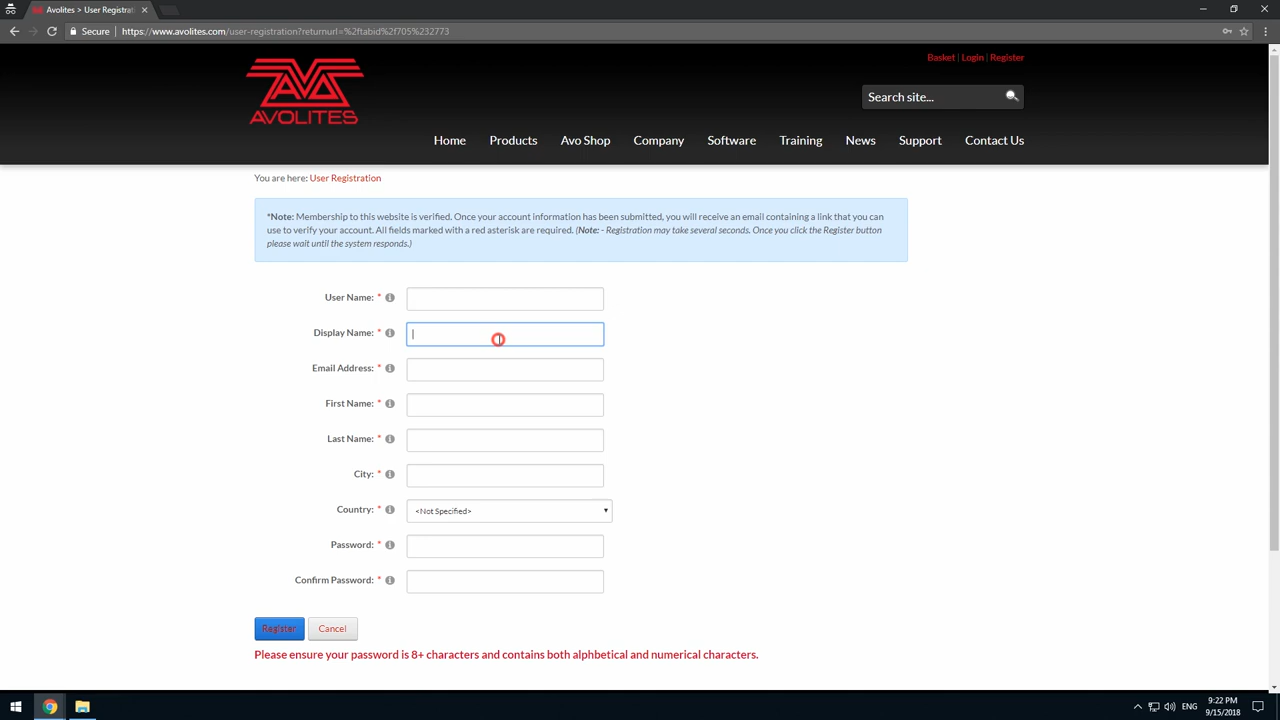 Avolites > User Registrat
Secure
https://www.avolites.com/user-registration?returnurl=%2ftabid%2f705%232773
Basket | Login | Register
AVOLITES
Search site...
Home Products Avo Shop Company Software Training News Support Contact Us
You are here: User Registration
*Note: Membership to this website is verified. Once your account information has been submitted, you will receive an email containing a link that you can
use to verify your account. All fields marked with a red asterisk are required. (Note: - Registration may take several seconds. Once you click the Register button
please wait until the system responds.)
User Name: *
Display Name: *
Email Address: *
First Name: *
Last Name: *
City: *
Country: *
<Not Specified>
Password: *
Confirm Password: *
Register Cancel
Please ensure your password is 8+ characters and contains both alphbetical and numerical characters.
ENG
9:22 PM
9/15/2018